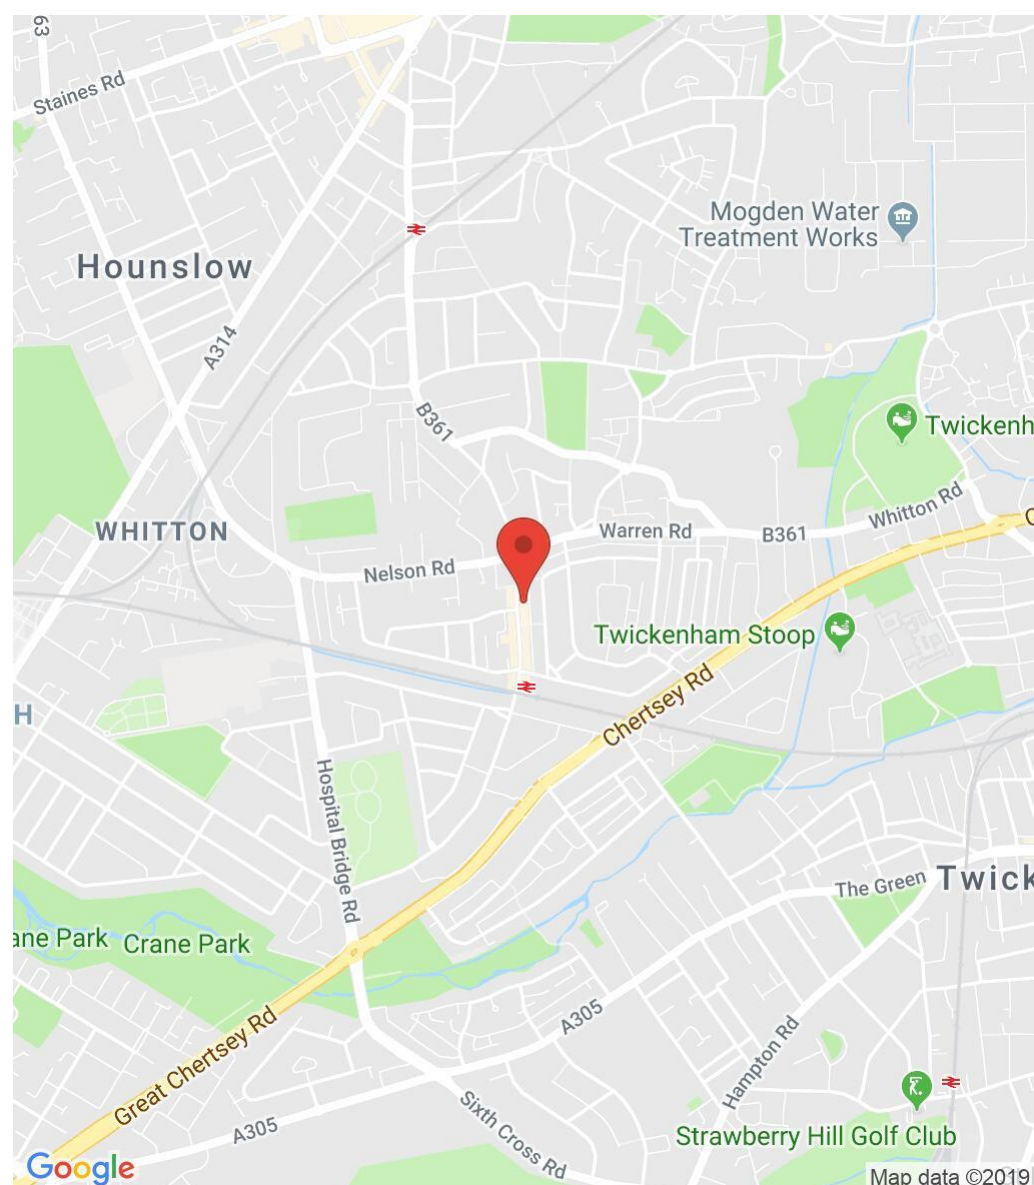 63
Staines Rd
Mogden Water
Treatment Works
Hounslow
A314
B361
Twickenh
Whitton Rd
WHITTON
Warren Rd
B361
Nelson Rd
Twickenham Stoop
Chertsey Rd
H
Hospital Bridge Rd
The Green
Twick
ane Park
Crane Park
A305
Great Chertsey Rd
Hampton Rd
A305
Sixth Cross Rd
Strawberry Hill Golf Club
Google
Map data ©2019